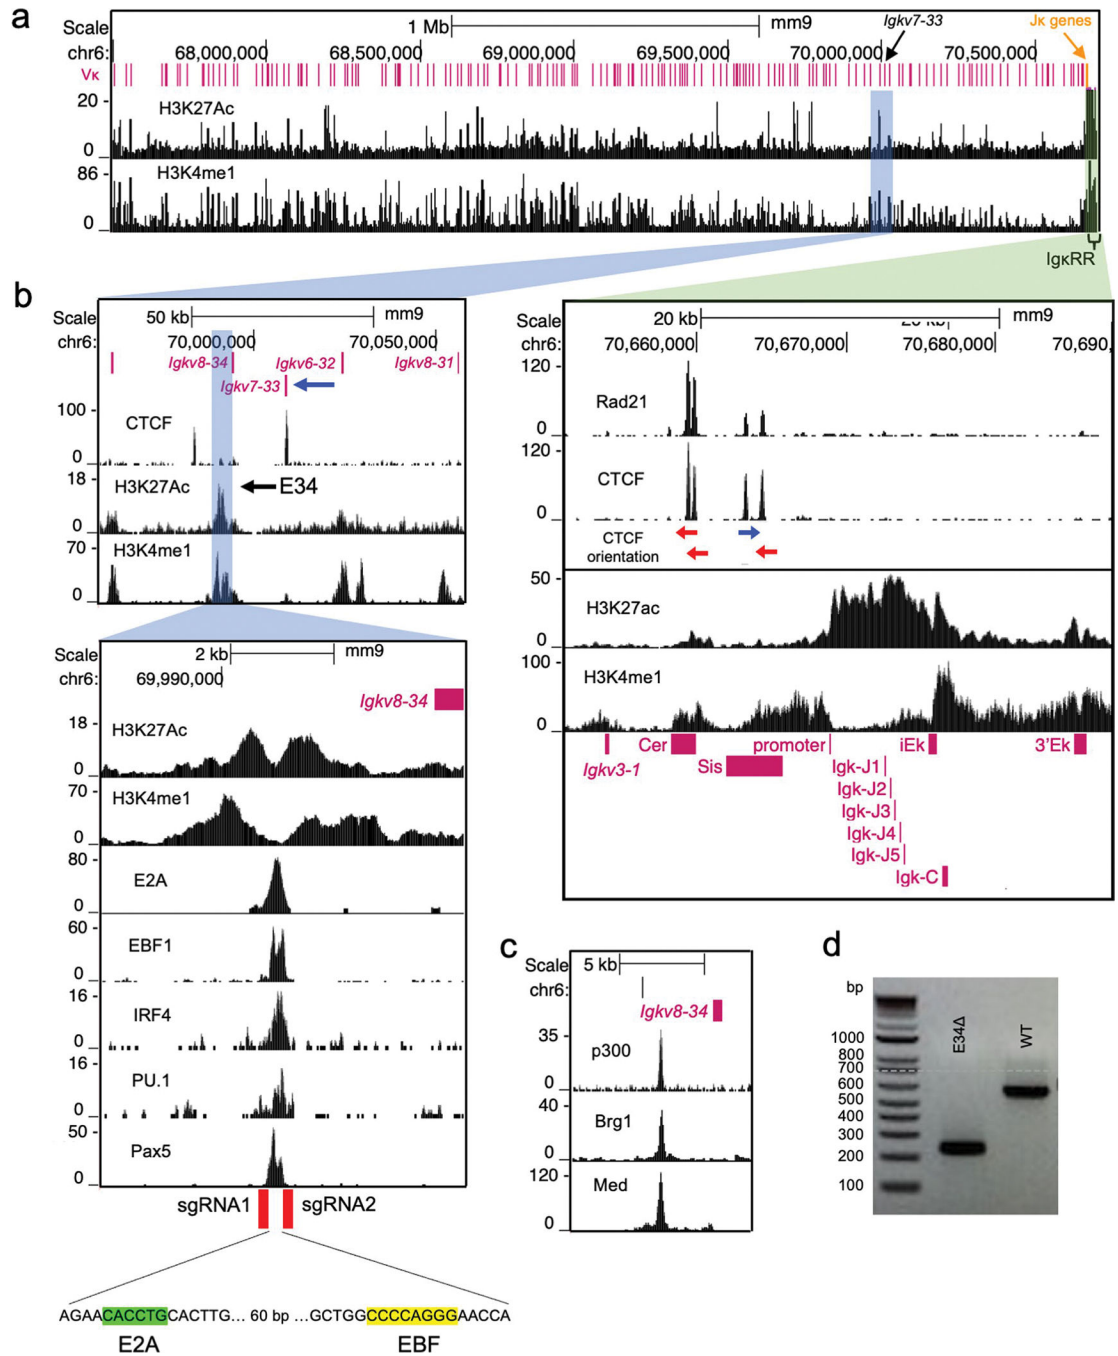 a
Scale 1 Mb mm9 Igkv7-33 Jκ genes
chr6: 68,000,000 68,500,000 69,000,000 69,500,000 70,000,000 70,500,000
Vκ
20 H3K27Ac
0
86 H3K4me1
0
IgκRR
b
Scale 50 kb mm9
chr6: 70,000,000 70,050,000
Igkv8-34 Igkv6-32 Igkv8-31
Igkv7-33
100 CTCF
0
18 H3K27Ac E34
0
70 H3K4me1
0
Scale 2 kb mm9
chr6: 69,990,000
Igkv8-34
18 H3K27Ac
0
70 H3K4me1
0
80 E2A
0
60 EBF1
0
16 IRF4
0
16 PU.1
0
50 Pax5
0
sgRNA1 sgRNA2
AGAACACCTGCACTTG... 60 bp ...GCTGGCCCCAGGGAACCA
E2A EBF
Scale 20 kb mm9
chr6: 70,660,000 70,670,000 70,680,000 70,690,
120 Rad21
0
120 CTCF
0
CTCF
orientation
50 H3K27ac
0
100 H3K4me1
0
Cer promoter iEk 3'Ek
Igkv3-1 Sis Igk-J1
Igk-J2
Igk-J3
Igk-J4
Igk-J5
Igk-C
c
Scale 5 kb
chr6:
Igkv8-34
35 p300
0
40 Brg1
0
120 Med
0
d
bp E34Δ WT
1000
800
700
600
500
400
300
200
100